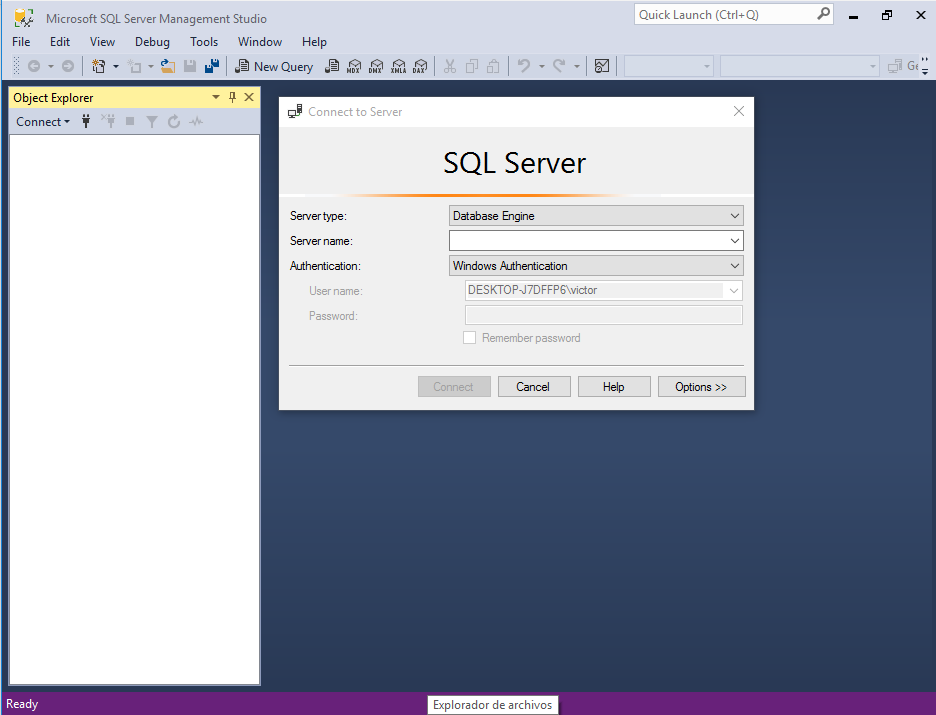 Microsoft SQL Server Management Studio
Quick Launch (Ctrl+Q)
File Edit View Debug Tools Window Help
New Query MDX DMX XMLA DAX
Object Explorer
Connect
Connect to Server
SQL Server
Server type: Database Engine
Server name:
Authentication: Windows Authentication
User name: DESKTOP-J7DFFP6\victor
Password:
Remember password
Connect Cancel Help Options >>
Ready
Explorador de archivos